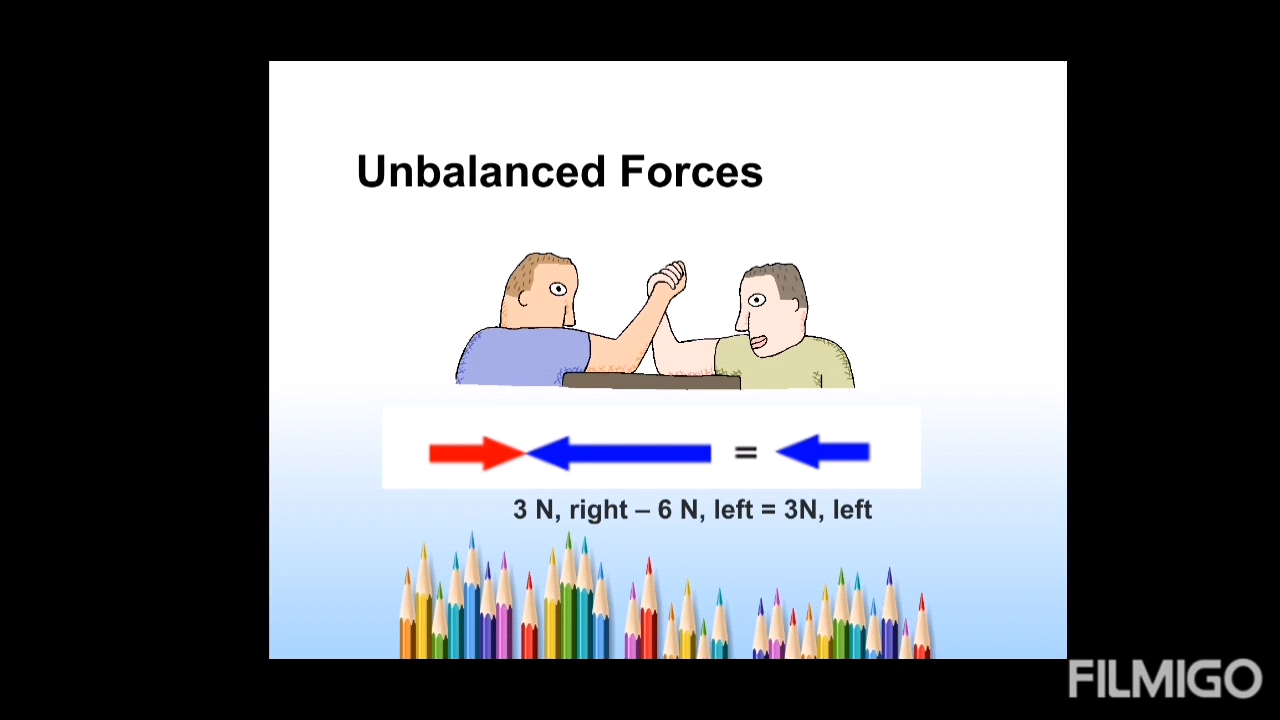 Unbalanced Forces
=
3 N, right – 6 N, left = 3N, left
FILMIGO